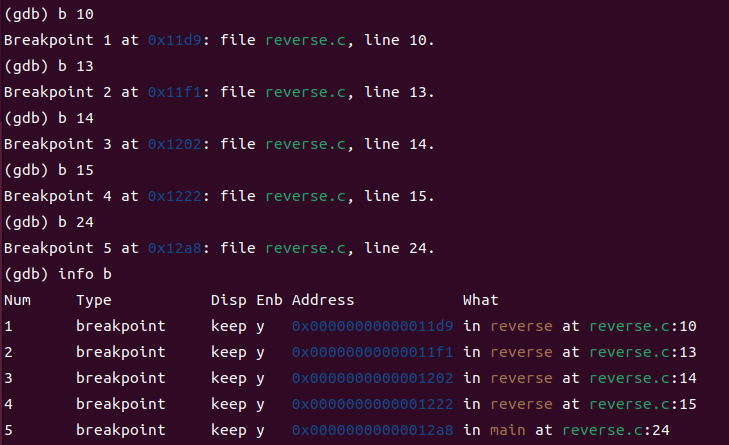 (gdb) b 10
Breakpoint 1 at 0x11d9: file reverse.c, line 10.
(gdb) b 13
Breakpoint 2 at 0x11f1: file reverse.c, line 13.
(gdb) b 14
Breakpoint 3 at 0x1202: file reverse.c, line 14.
(gdb) b 15
Breakpoint 4 at 0x1222: file reverse.c, line 15.
(gdb) b 24
Breakpoint 5 at 0x12a8: file reverse.c, line 24.
(gdb) info b
Num     Type           Disp Enb Address            What
1       breakpoint     keep y   0x00000000000011d9 in reverse at reverse.c:10
2       breakpoint     keep y   0x00000000000011f1 in reverse at reverse.c:13
3       breakpoint     keep y   0x0000000000001202 in reverse at reverse.c:14
4       breakpoint     keep y   0x0000000000001222 in reverse at reverse.c:15
5       breakpoint     keep y   0x00000000000012a8 in main at reverse.c:24